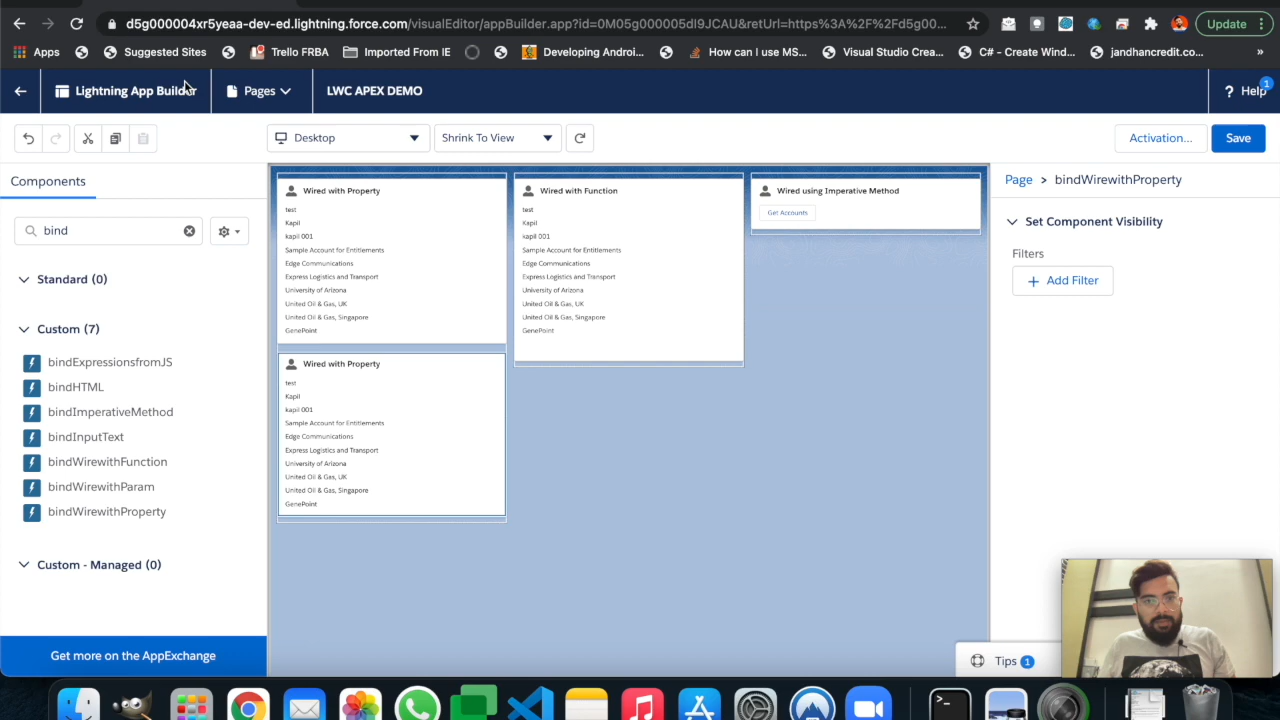 d5g000004xr5yeaa-dev-ed.lightning.force.com/visualEditor/appBuilder.app?id=0M05g000005dI9JCAU&retUrl=https%3A%2F%2Fd5g000...
Update
Apps
Suggested Sites
Trello FRBA
Imported From IE
Developing Androi...
How can I use MS...
Visual Studio Crea...
C# - Create Wind...
jandhancredit.com...
»
Lightning App Builder
Pages
LWC APEX DEMO
? Help
1
Desktop
Shrink To View
Activation...
Save
Components
bind
Standard (0)
Custom (7)
bindExpressionsfromJS
bindHTML
bindImperativeMethod
bindInputText
bindWirewithFunction
bindWirewithParam
bindWirewithProperty
Custom - Managed (0)
Get more on the AppExchange
Wired with Property
test
Kapil
kapil 001
Sample Account for Entitlements
Edge Communications
Express Logistics and Transport
University of Arizona
United Oil & Gas, UK
United Oil & Gas, Singapore
GenePoint
Wired with Property
test
Kapil
kapil 001
Sample Account for Entitlements
Edge Communications
Express Logistics and Transport
University of Arizona
United Oil & Gas, UK
United Oil & Gas, Singapore
GenePoint
Wired with Function
test
Kapil
kapil 001
Sample Account for Entitlements
Edge Communications
Express Logistics and Transport
University of Arizona
United Oil & Gas, UK
United Oil & Gas, Singapore
GenePoint
Wired using Imperative Method
Get Accounts
Page > bindWirewithProperty
Set Component Visibility
Filters
+ Add Filter
Tips 1